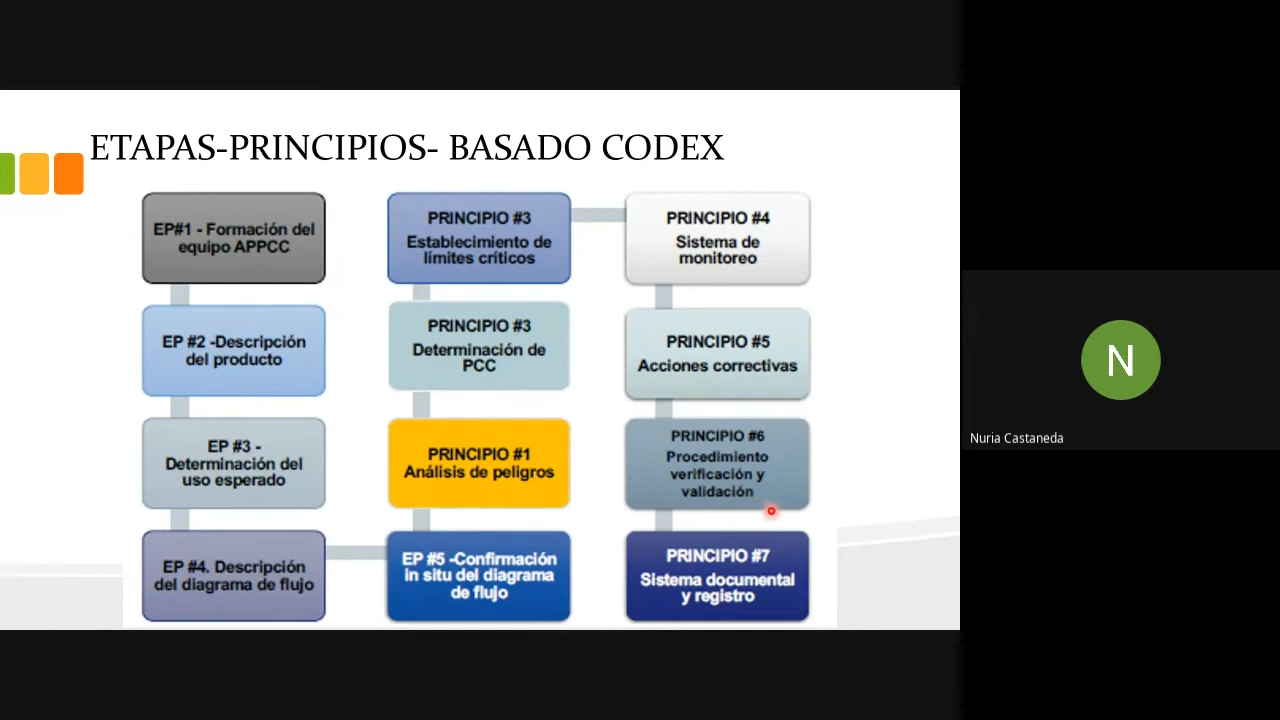 ETAPAS-PRINCIPIOS- BASADO CODEX
EP#1 - Formación del
equipo APPCC
EP #2 -Descripción
del producto
EP #3 -
Determinación del
uso esperado
EP #4. Descripción
del diagrama de flujo
PRINCIPIO #3
Establecimiento de
límites críticos
PRINCIPIO #3
Determinación de
PCC
PRINCIPIO #1
Análisis de peligros
EP #5 -Confirmación
in situ del diagrama
de flujo
PRINCIPIO #4
Sistema de
monitoreo
PRINCIPIO #5
Acciones correctivas
PRINCIPIO #6
Procedimiento
verificación y
validación
PRINCIPIO #7
Sistema documental
y registro
N
Nuria Castaneda